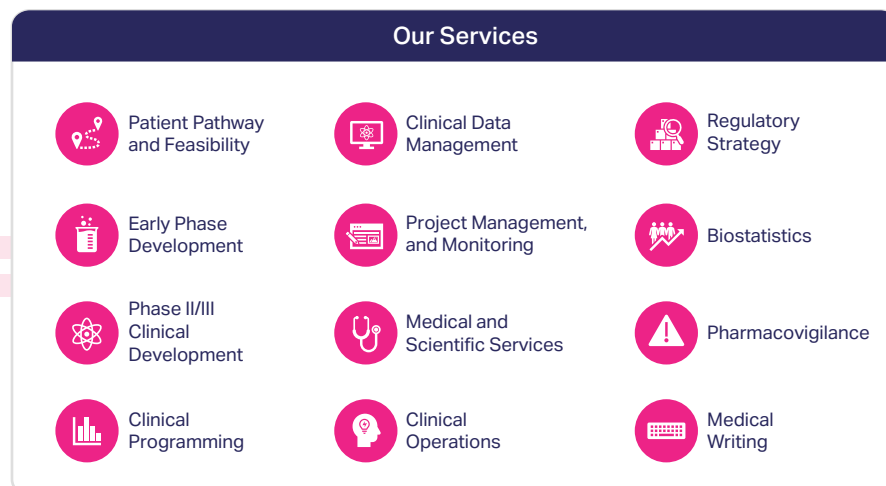 Our Services
Patient Pathway
and Feasibility
Clinical Data
Management
Regulatory
Strategy
Early Phase
Development
Project Management,
and Monitoring
Biostatistics
Phase II/III
Clinical
Development
Medical and
Scientific Services
Pharmacovigilance
Clinical
Programming
Clinical
Operations
Medical
Writing